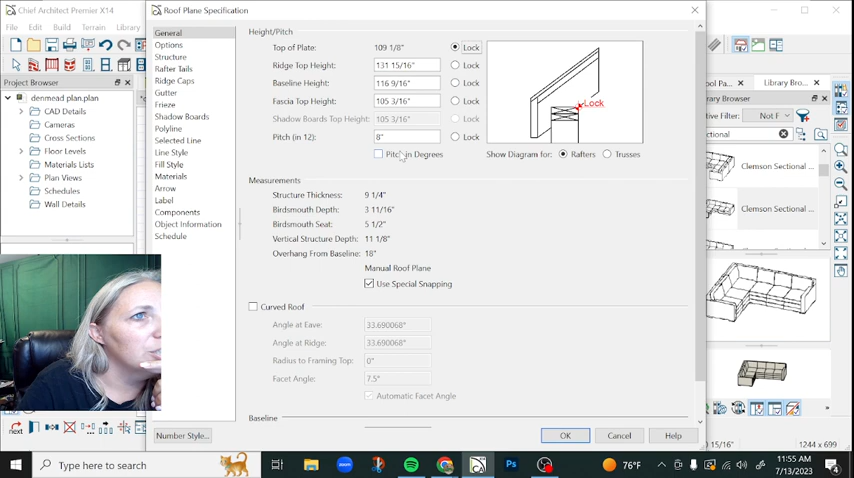 Chief Architect Premier X14
File Edit Build Terrain Library
Project Browser
denmead plan.plan
CAD Details
Cameras
Cross Sections
Floor Levels
Materials Lists
Plan Views
Schedules
Wall Details
Roof Plane Specification
General
Options
Structure
Rafter Tails
Ridge Caps
Gutter
Frieze
Shadow Boards
Polyline
Selected Line
Line Style
Fill Style
Materials
Arrow
Label
Components
Object Information
Schedule
Number Style...
Height/Pitch
Top of Plate: 109 1/8" Lock
Ridge Top Height: 131 15/16" Lock
Baseline Height: 116 9/16" Lock
Fascia Top Height: 105 3/16" Lock
Shadow Boards Top Height: 105 3/16" Lock
Pitch (in 12): 8" Lock
Pitch in Degrees
Lock
Show Diagram for: Rafters Trusses
Measurements
Structure Thickness: 9 1/4"
Birdsmouth Depth: 3 11/16"
Birdsmouth Seat: 5 1/2"
Vertical Structure Depth: 11 1/8"
Overhang From Baseline: 18"
Manual Roof Plane
Use Special Snapping
Curved Roof
Angle at Eave: 33.690068°
Angle at Ridge: 33.690068°
Radius to Framing Top: 0"
Facet Angle: 7.5°
Automatic Facet Angle
Baseline
OK Cancel Help
Library Brow...
Browser
Not F
Clemson Sectional
Clemson Sectional
next
1244 x 699
Type here to search
Ps
76°F
11:55 AM
7/13/2023